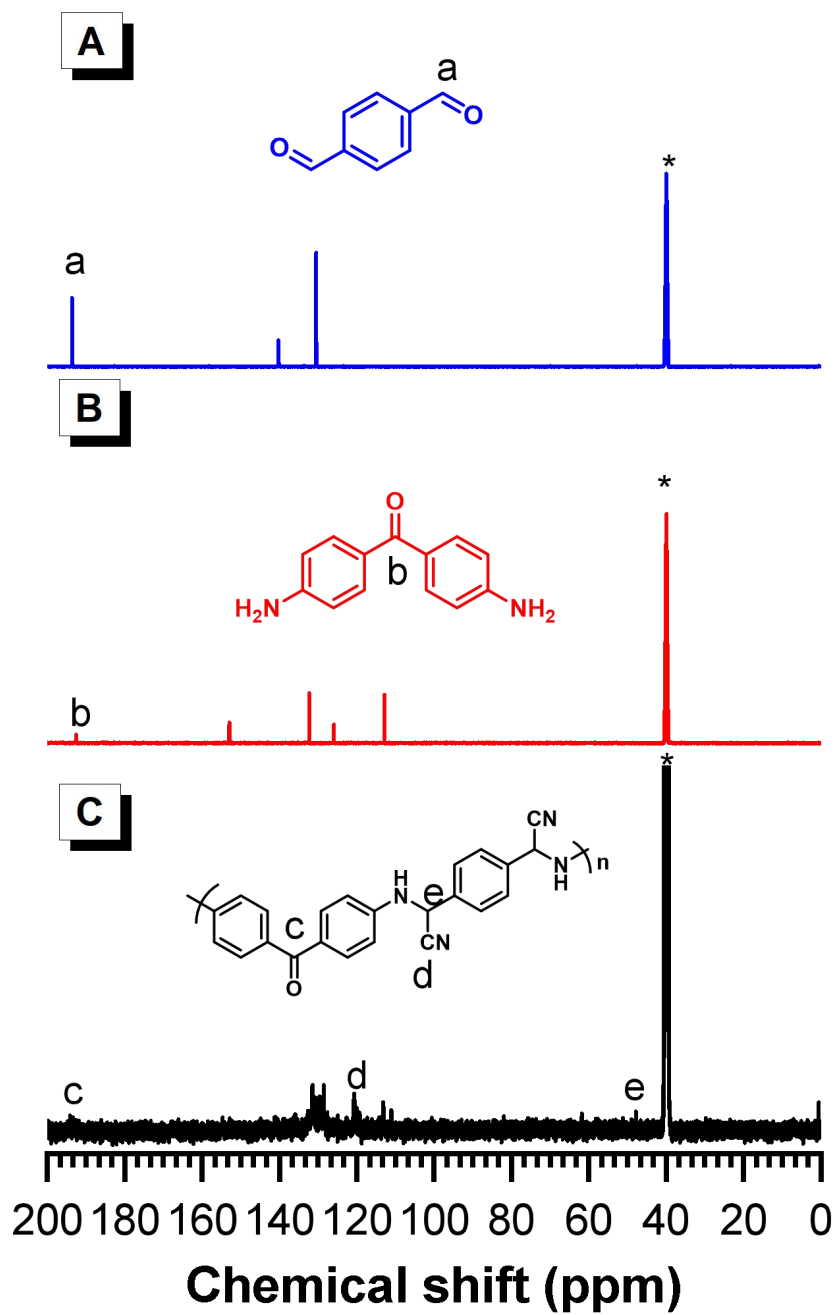 A
a
O
O
*
a
B
*
O
b
H₂N
NH₂
b
*
C
CN
H
N
e
N
H
n
c
CN
d
O
c
d
e
200 180 160 140 120 100 80 60 40 20 0
Chemical shift (ppm)